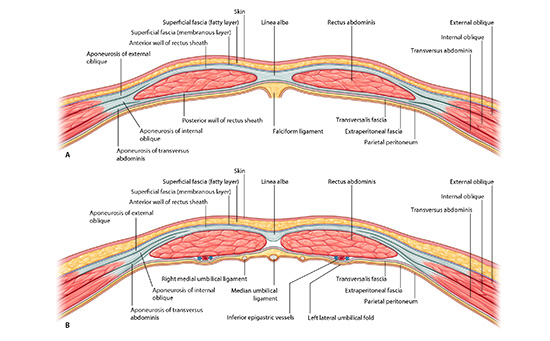 Skin
Superficial fascia (fatty layer)
Linea alba
Rectus abdominis
External oblique
Superficial fascia (membranous layer)
Internal oblique
Anterior wall of rectus sheath
Transversus abdominis
Aponeurosis of external
oblique
Posterior wall of rectus sheath
Transversalis fascia
Aponeurosis of internal
oblique
Falciform ligament
Extraperitoneal fascia
Parietal peritoneum
Aponeurosis of transversus
abdominis
A
Skin
Superficial fascia (fatty layer)
Linea alba
Rectus abdominis
External oblique
Superficial fascia (membranous layer)
Internal oblique
Anterior wall of rectus sheath
Transversus abdominis
Aponeurosis of external
oblique
Right medial umbilical ligament
Transversalis fascia
Aponeurosis of internal
oblique
Median umbilical
ligament
Extraperitoneal fascia
Parietal peritoneum
Aponeurosis of transversus
abdominis
Inferior epigastric vessels
Left lateral umbilical fold
B